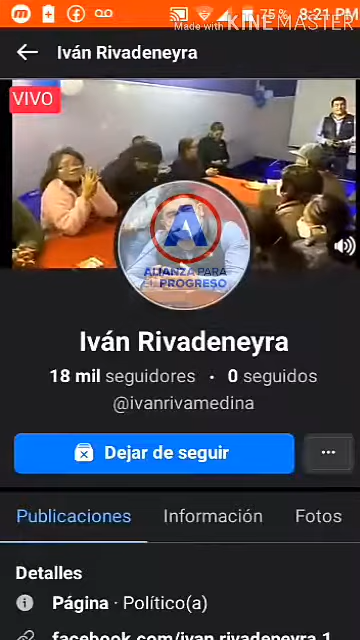 75% 8:21 PM
Made with KINEMASTER
Iván Rivadeneyra
VIVO
A
ALIANZA PARA
EL PROGRESO
Iván Rivadeneyra
18 mil seguidores • 0 seguidos
@ivanrivamedina
Dejar de seguir
Publicaciones Información Fotos
Detalles
Página · Político(a)
facebook.com/ivan.rivadeneyra.1